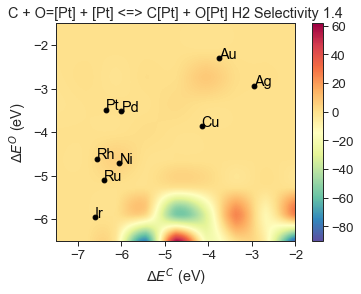 C + O=[Pt] + [Pt] <=> C[Pt] + O[Pt] H2 Selectivity 1.4
−2
−3
−4
−5
−6
ΔE^O (eV)
Au
Ag
Pt
Pd
Cu
Rh
Ni
Ru
Ir
−7
−6
−5
−4
−3
−2
ΔE^C (eV)
60
40
20
0
−20
−40
−60
−80